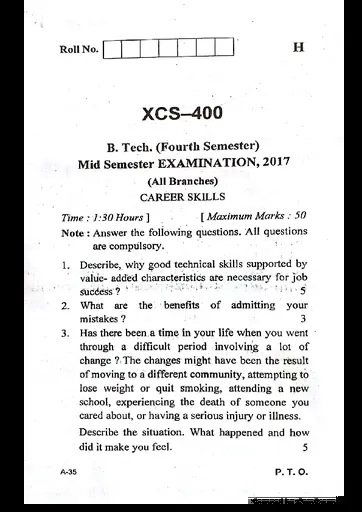 Roll No.
H
XCS–400
B. Tech. (Fourth Semester)
Mid Semester EXAMINATION, 2017
(All Branches)
CAREER SKILLS
Time : 1:30 Hours ] [ Maximum Marks : 50
Note : Answer the following questions. All questions
are compulsory.
1. Describe, why good technical skills supported by
value- added characteristics are necessary for job
success ? 5
2. What are the benefits of admitting your
mistakes ? 3
3. Has there been a time in your life when you went
through a difficult period involving a lot of
change ? The changes might have been the result
of moving to a different community, attempting to
lose weight or quit smoking, attending a new
school, experiencing the death of someone you
cared about, or having a serious injury or illness.
Describe the situation. What happened and how
did it make you feel. 5
A-35 P. T. O.